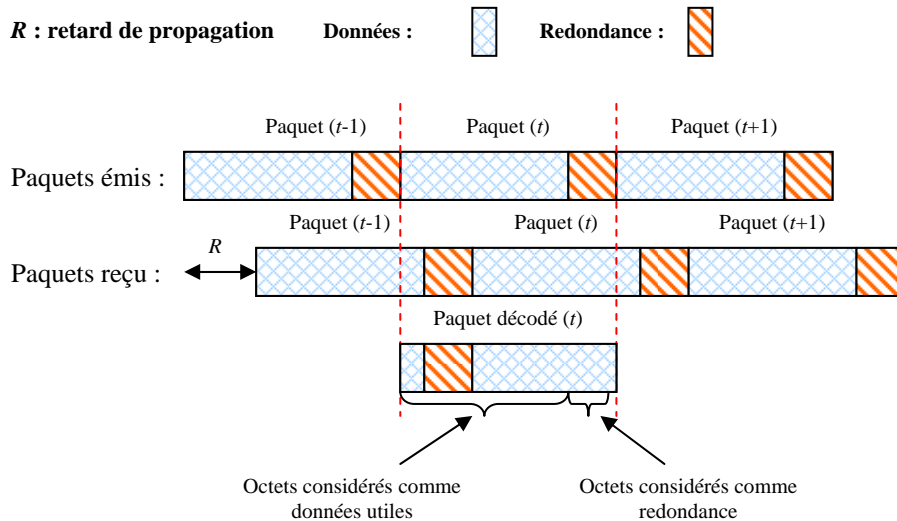 R : retard de propagation Données : Redondance :
Paquet (t-1) Paquet (t) Paquet (t+1)
Paquets émis :
Paquet (t-1) Paquet (t) Paquet (t+1)
R
Paquets reçu :
Paquet décodé (t)
Octets considérés comme
données utiles
Octets considérés comme
redondance